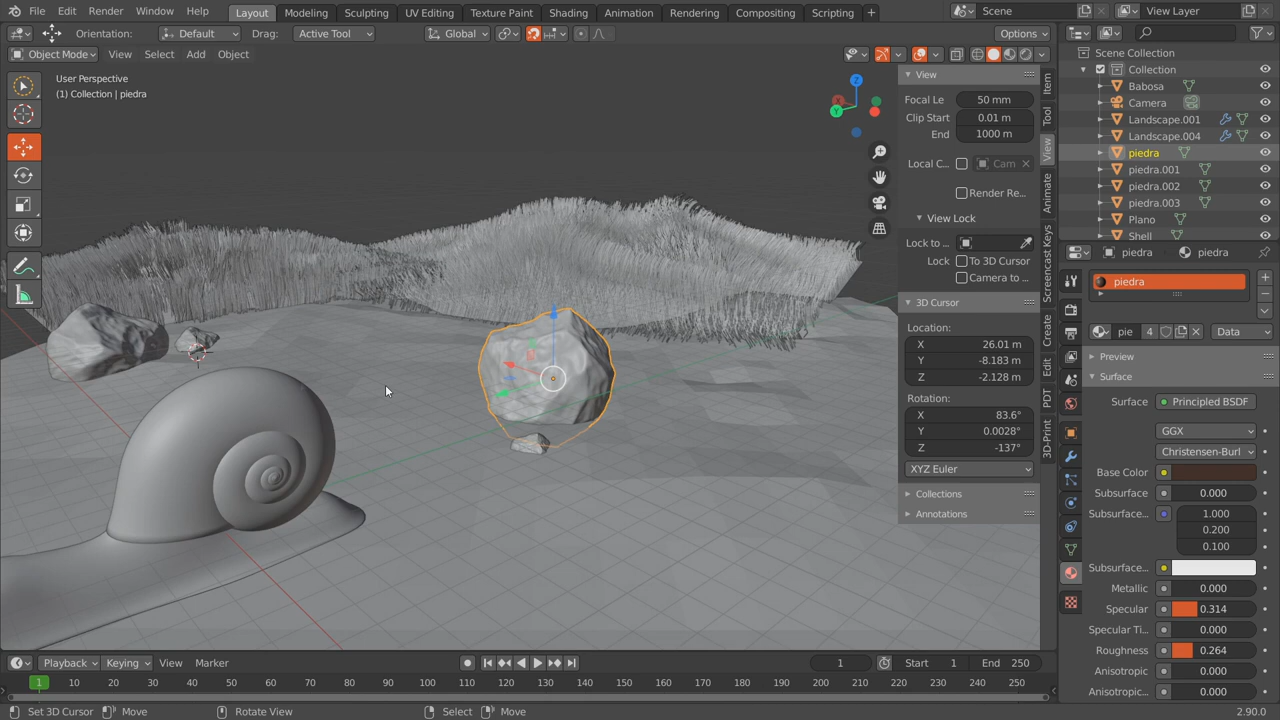 File Edit Render Window Help Layout Modeling Sculpting UV Editing Texture Paint Shading Animation Rendering Compositing Scripting + Scene View Layer
Orientation: Default Drag: Active Tool Global Options
Object Mode View Select Add Object
User Perspective
(1) Collection | piedra
Z
X
Y
View
Focal Le 50 mm
Clip Start 0.01 m
End 1000 m
Local C... Cam
Render Re...
View Lock
Lock to ...
Lock To 3D Cursor
Camera to ...
3D Cursor
Location:
X 26.01 m
Y -8.183 m
Z -2.128 m
Rotation:
X 83.6°
Y 0.0028°
Z -137°
XYZ Euler
Collections
Annotations
Item
Tool
View
Animate
Screencast Keys
Create
Edit
PDT
3D-Print
Scene Collection
Collection
Babosa
Camera
Landscape.001
Landscape.004
piedra
piedra.001
piedra.002
piedra.003
Plano
Shell
piedra piedra
piedra
pie 4 Data
Preview
Surface
Surface Principled BSDF
GGX
Christensen-Burl
Base Color
Subsurface 0.000
Subsurface... 1.000
0.200
0.100
Subsurface...
Metallic 0.000
Specular 0.314
Specular Ti... 0.000
Roughness 0.264
Anisotropic 0.000
Anisotropic... 0.000
Playback Keying View Marker 1 Start 1 End 250
1 10 20 30 40 50 60 70 80 90 100 110 120 130 140 150 160 170 180 190 200 210 220 230 240 250
Set 3D Cursor Move Rotate View Select Move 2.90.0